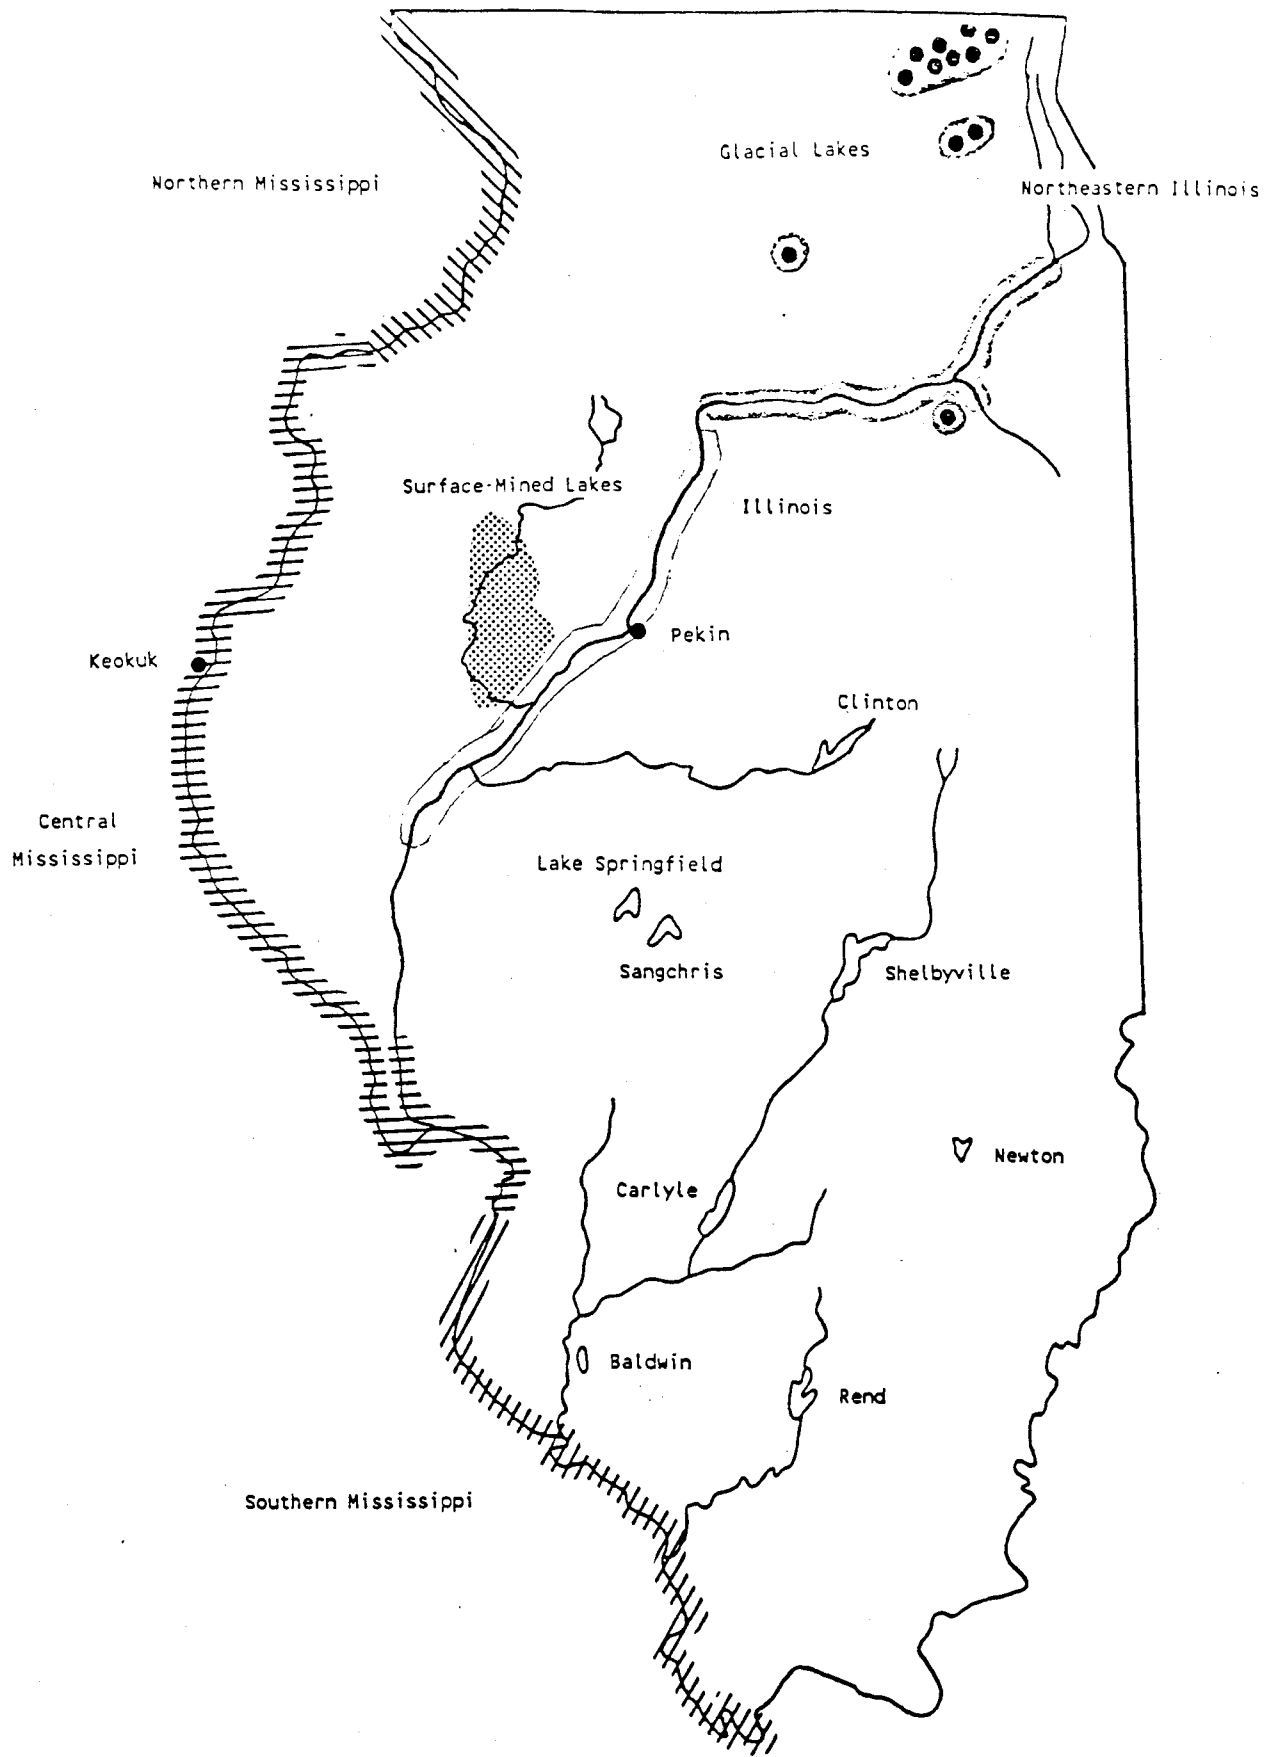 Glacial Lakes
Northern Mississippi
Northeastern Illinois
Surface-Mined Lakes
Illinois
Pekin
Keokuk
Clinton
Central
Mississippi
Lake Springfield
Sangchris
Shelbyville
Newton
Carlyle
Baldwin
Rend
Southern Mississippi